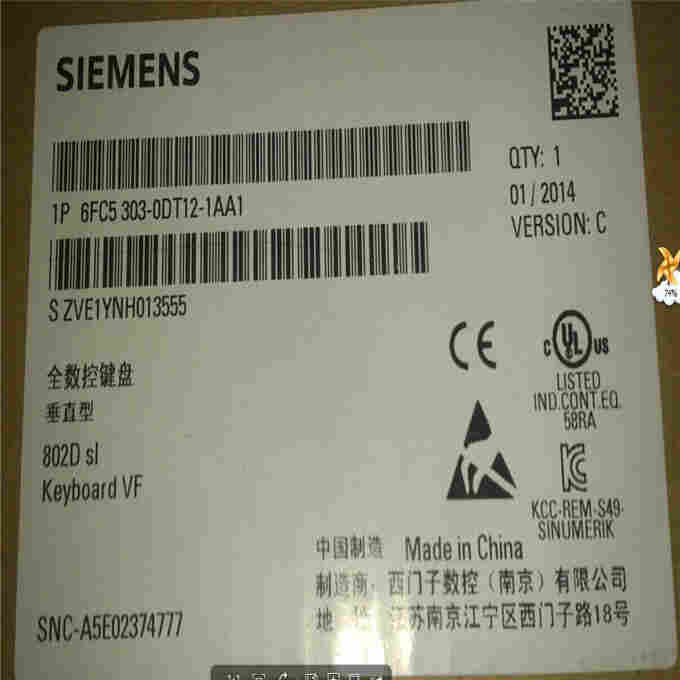 SIEMENS
QTY: 1
1P 6FC5 303-0DT12-1AA1
01 / 2014
VERSION: C
S ZVE1YNH013555
74%
全数控键盘
垂直型
802D sl
Keyboard VF
CE
C UL US
LISTED
IND.CONT.EQ.
58RA
KCC-REM-S49-
SINUMERIK
中国制造 Made in China
制造商: 西门子数控（南京）有限公司
地 址: 江苏南京江宁区西门子路18号
SNC-A5E02374777